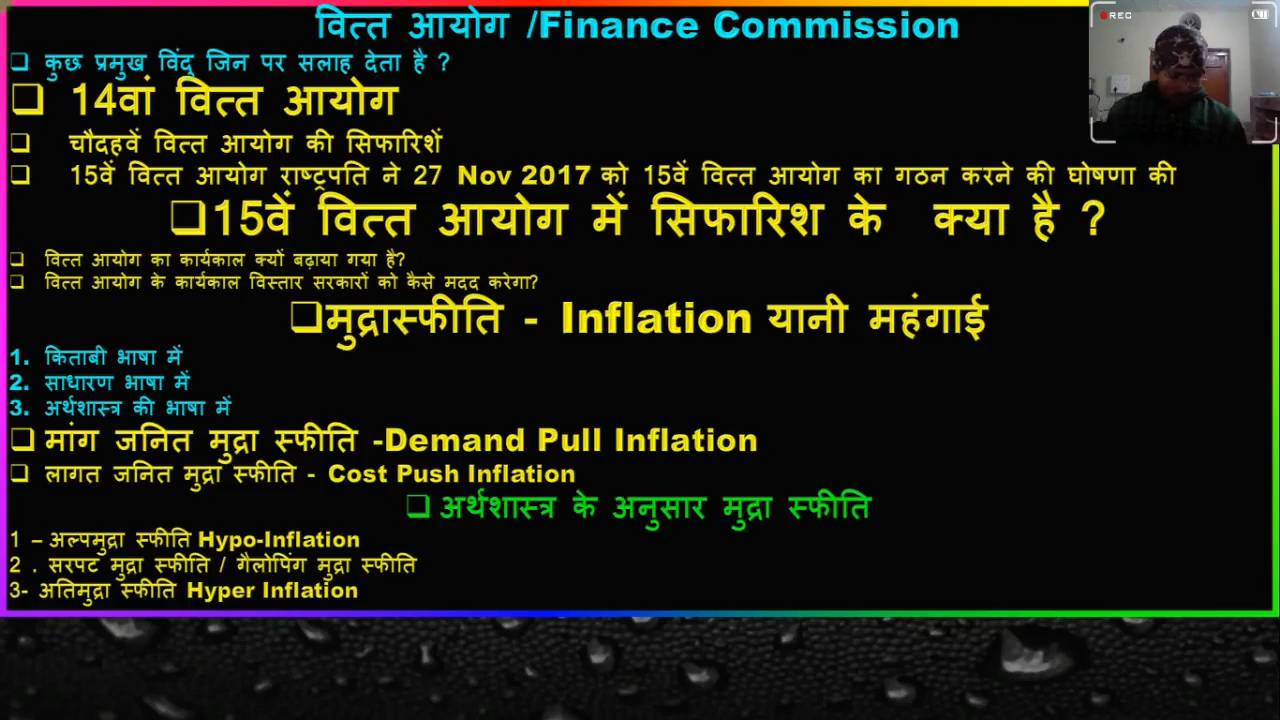 वित्त आयोग /Finance Commission
REC
❑ कुछ प्रमुख विंदु जिन पर सलाह देता है ?
❑ 14वां वित्त आयोग
❑ चौदहवें वित्त आयोग की सिफारिशें
❑ 15वें वित्त आयोग राष्ट्रपति ने 27 Nov 2017 को 15वें वित्त आयोग का गठन करने की घोषणा की
❑15वें वित्त आयोग में सिफारिश के क्या है ?
❑ वित्त आयोग का कार्यकाल क्यों बढ़ाया गया है?
❑ वित्त आयोग के कार्यकाल विस्तार सरकारों को कैसे मदद करेगा?
❑मुद्रास्फीति - Inflation यानी महंगाई
1. किताबी भाषा में
2. साधारण भाषा में
3. अर्थशास्त्र की भाषा में
❑ मांग जनित मुद्रा स्फीति -Demand Pull Inflation
❑ लागत जनित मुद्रा स्फीति - Cost Push Inflation
❑ अर्थशास्त्र के अनुसार मुद्रा स्फीति
1 – अल्पमुद्रा स्फीति Hypo-Inflation
2 . सरपट मुद्रा स्फीति / गैलोपिंग मुद्रा स्फीति
3- अतिमुद्रा स्फीति Hyper Inflation